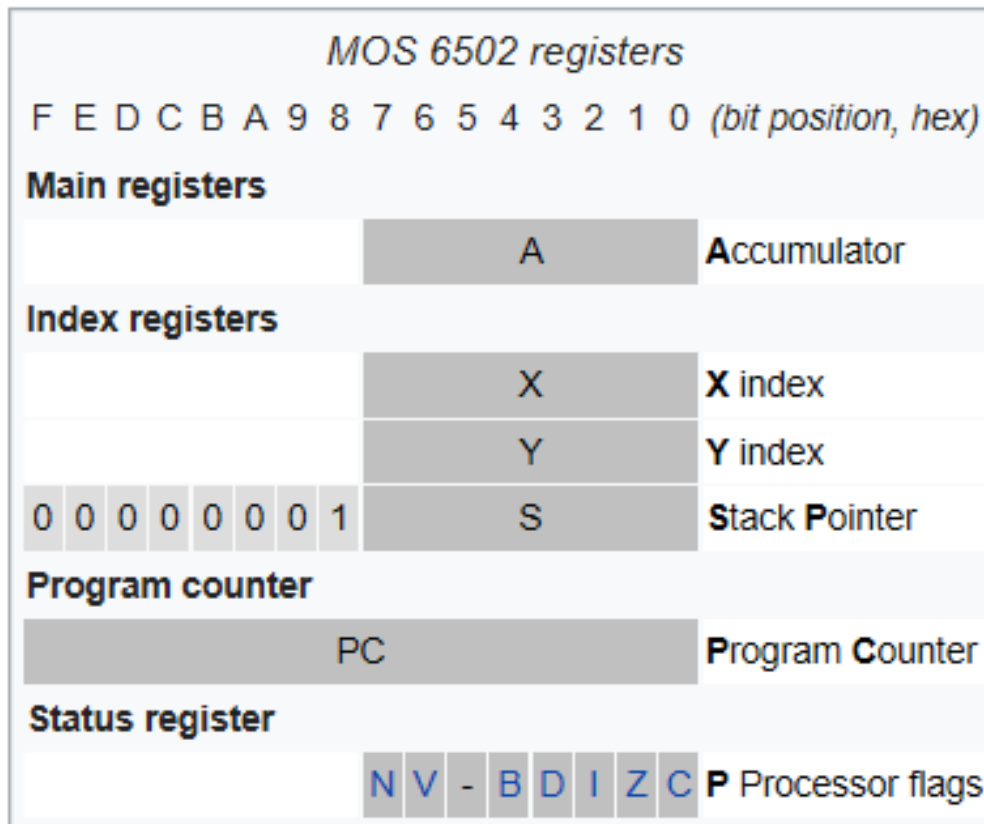 MOS 6502 registers
F E D C B A 9 8 7 6 5 4 3 2 1 0 (bit position, hex)
Main registers
A Accumulator
Index registers
X X index
Y Y index
0 0 0 0 0 0 0 1 S Stack Pointer
Program counter
PC Program Counter
Status register
N V - B D I Z C P Processor flags